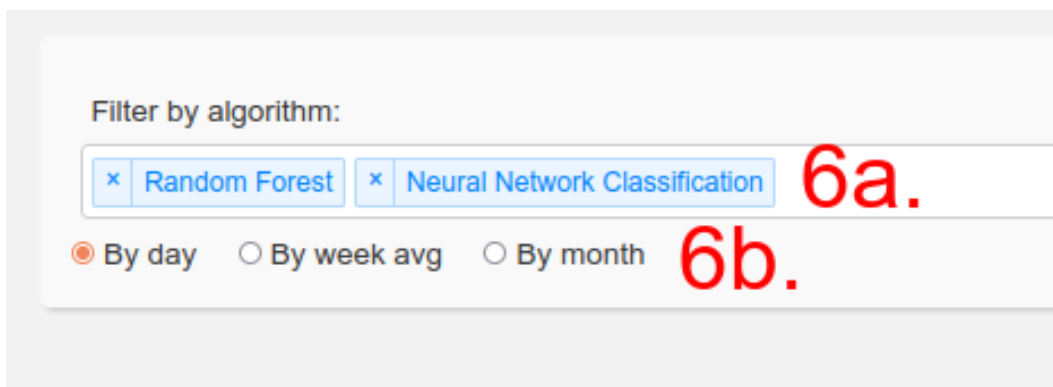 Filter by algorithm:
× Random Forest × Neural Network Classification 6a.
By day By week avg By month 6b.